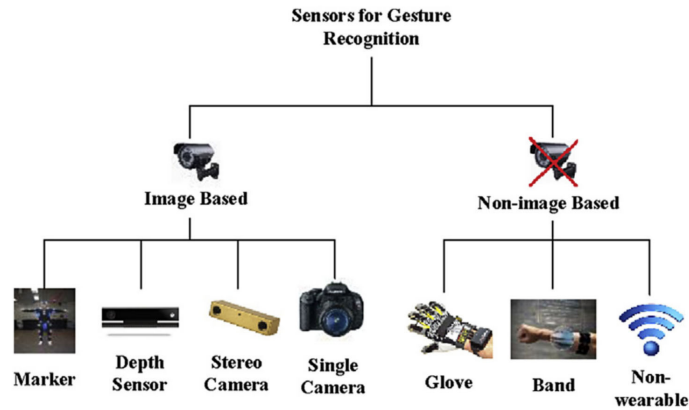 Sensors for Gesture
Recognition
Image Based
Non-image Based
Marker
Depth
Sensor
Stereo
Camera
Single
Camera
Glove
Band
Non-
wearable